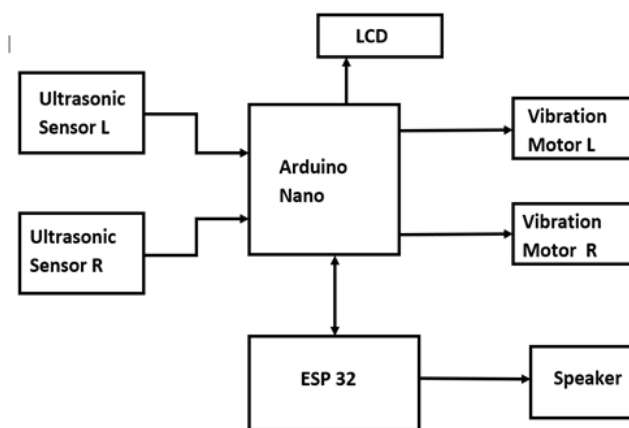 LCD
Ultrasonic
Sensor L
Vibration
Motor L
Arduino
Nano
Ultrasonic
Sensor R
Vibration
Motor R
ESP 32
Speaker